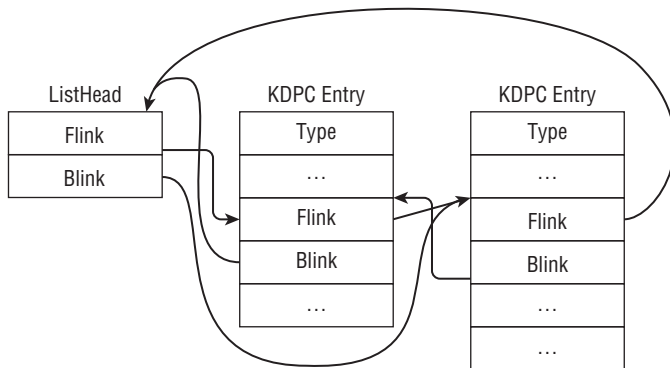 ListHead
Flink
Blink
KDPC Entry
Type
…
Flink
Blink
…
KDPC Entry
Type
…
Flink
Blink
…
…